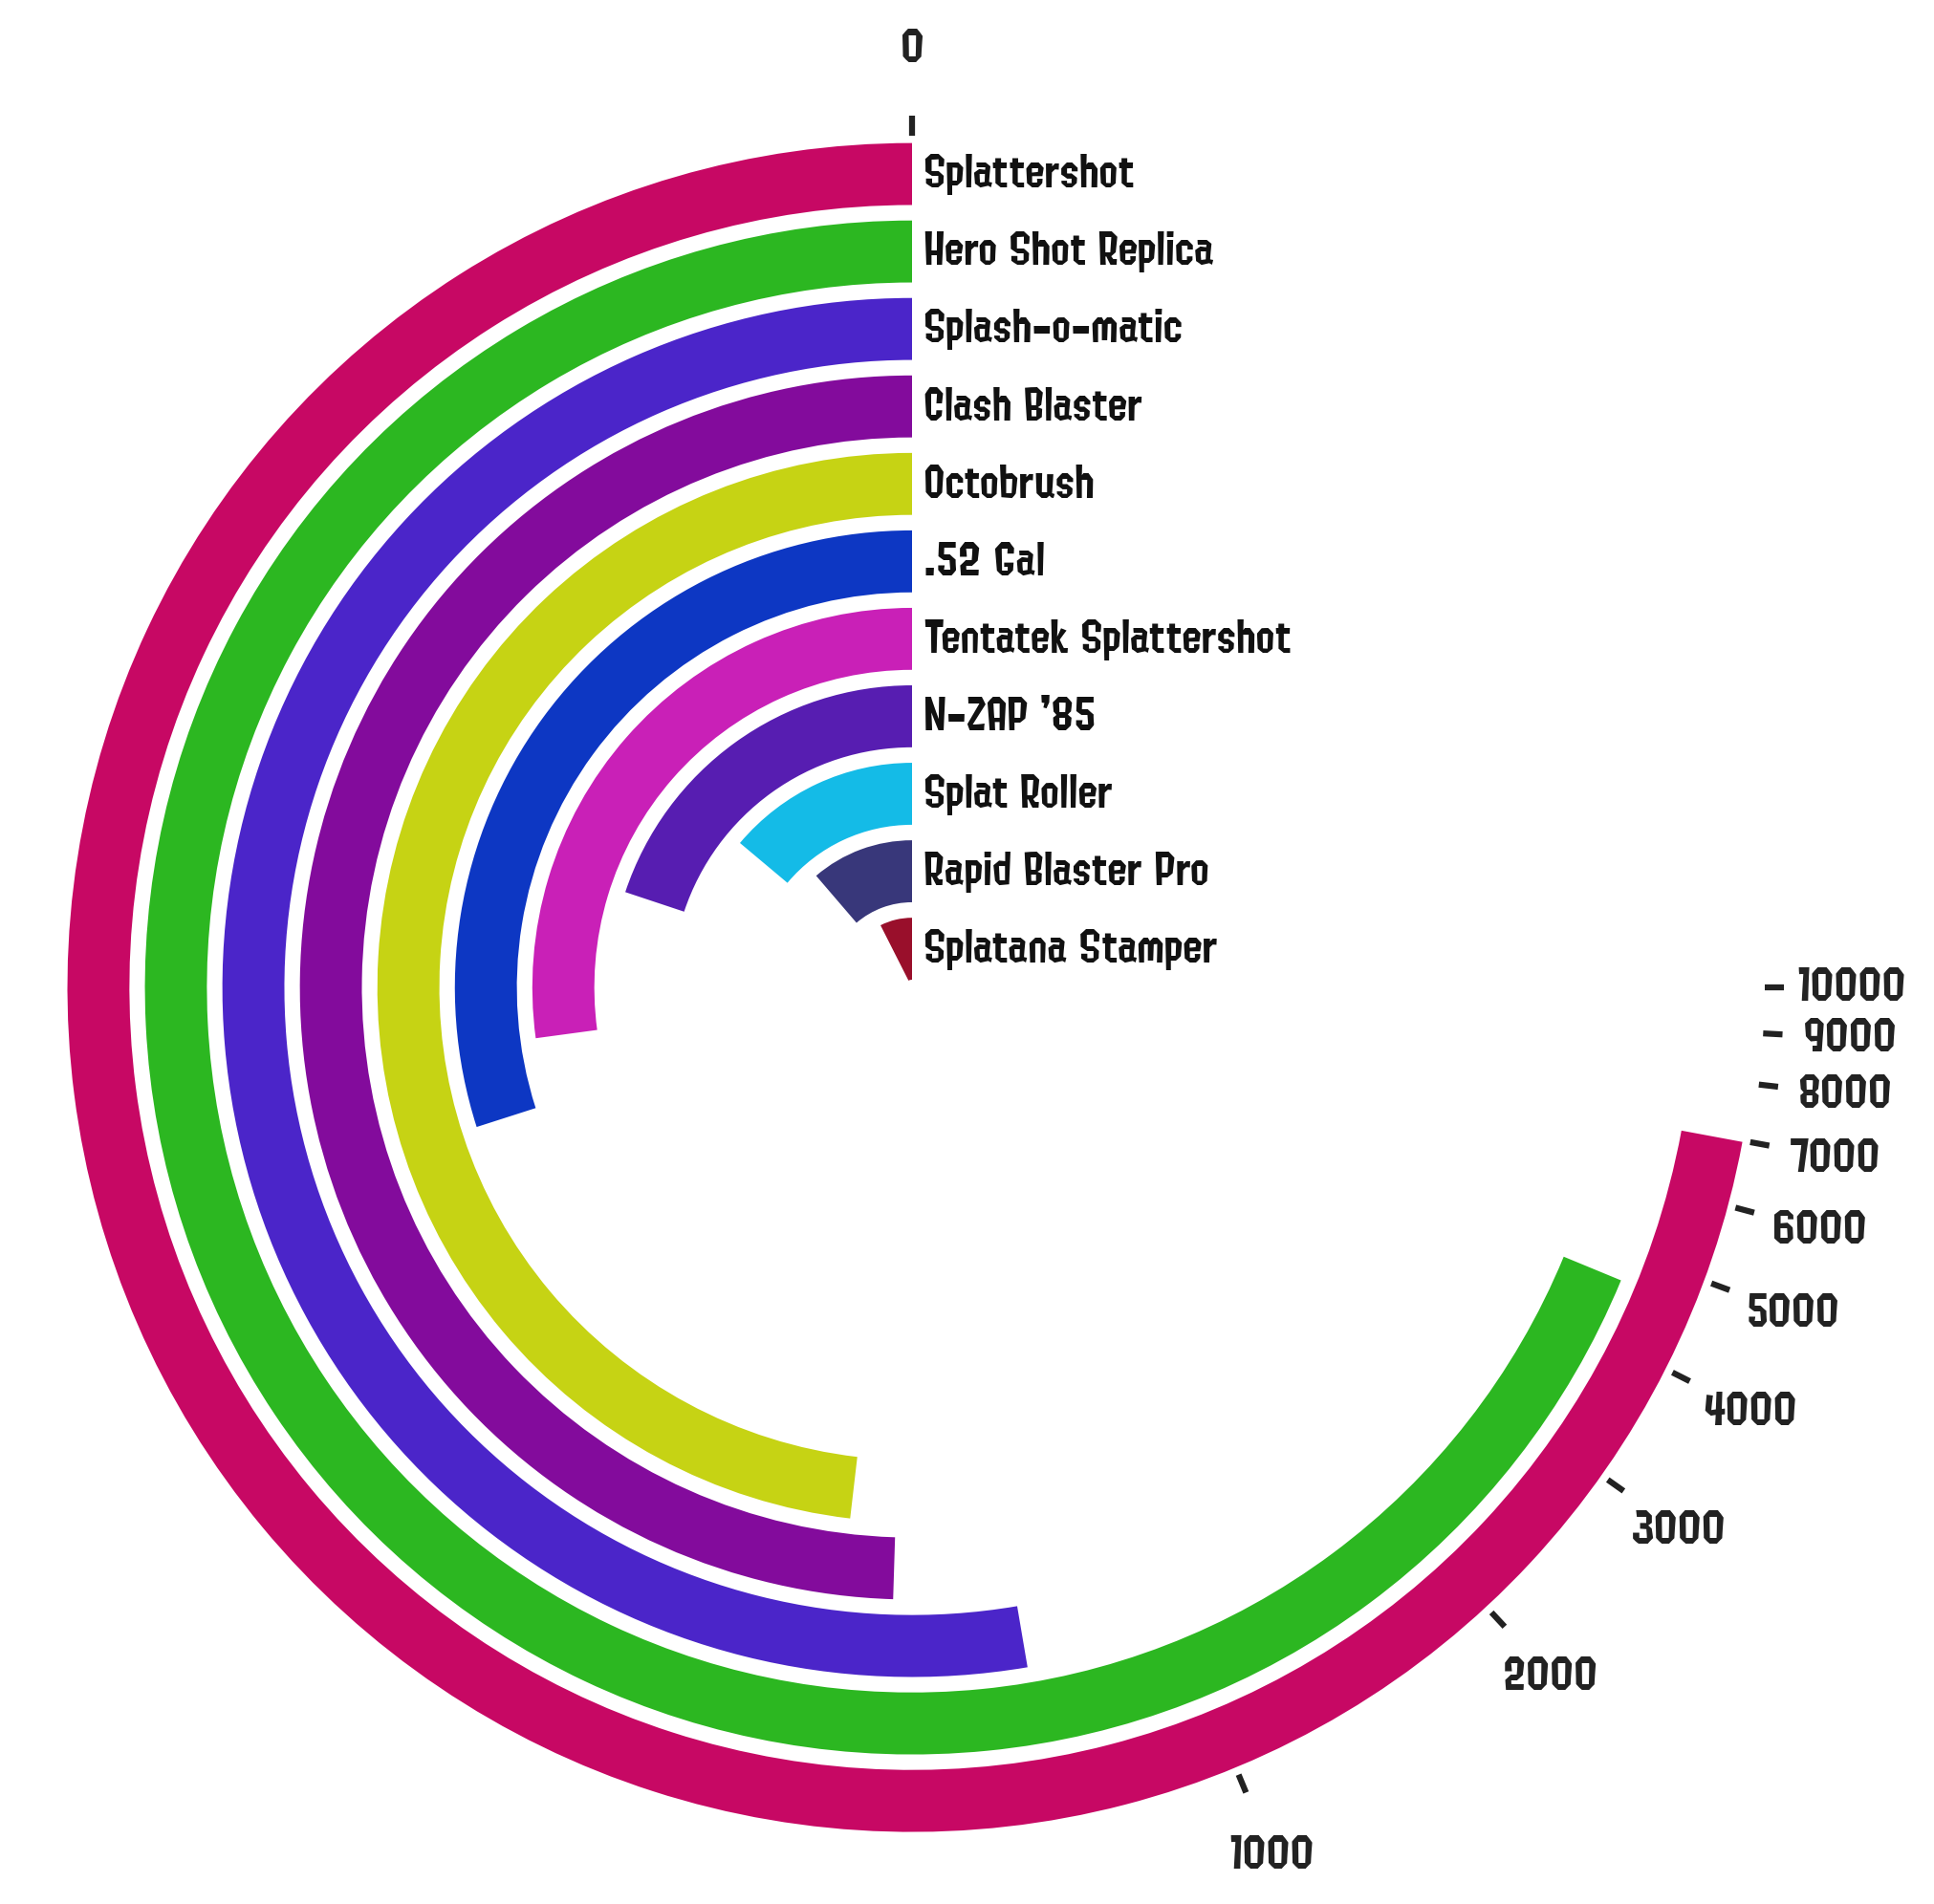 0
Splattershot
Hero Shot Replica
Splash-o-matic
Clash Blaster
Octobrush
.52 Gal
Tentatek Splattershot
N-ZAP '85
Splat Roller
Rapid Blaster Pro
Splatana Stamper
10000
9000
8000
7000
6000
5000
4000
3000
2000
1000